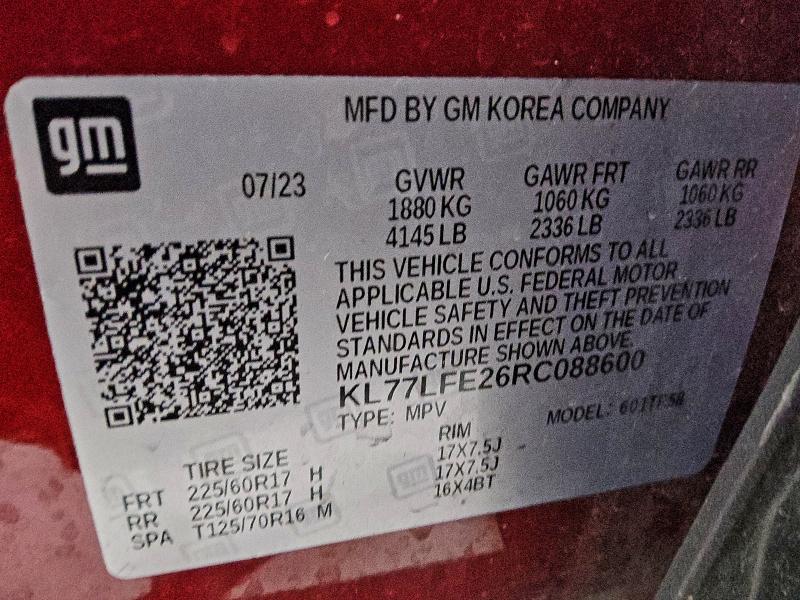 gm
MFD BY GM KOREA COMPANY
07/23
GVWR
1880 KG
4145 LB
GAWR FRT
1060 KG
2336 LB
GAWR RR
1060 KG
2336 LB
THIS VEHICLE CONFORMS TO ALL
APPLICABLE U.S. FEDERAL MOTOR
VEHICLE SAFETY AND THEFT PREVENTION
STANDARDS IN EFFECT ON THE DATE OF
MANUFACTURE SHOWN ABOVE.
KL77LFE26RC088600
TYPE: MPV MODEL: 601TF58
TIRE SIZE RIM
FRT 225/60R17 H 17X7.5J
RR 225/60R17 H 17X7.5J
SPA T125/70R16 M 16X4BT